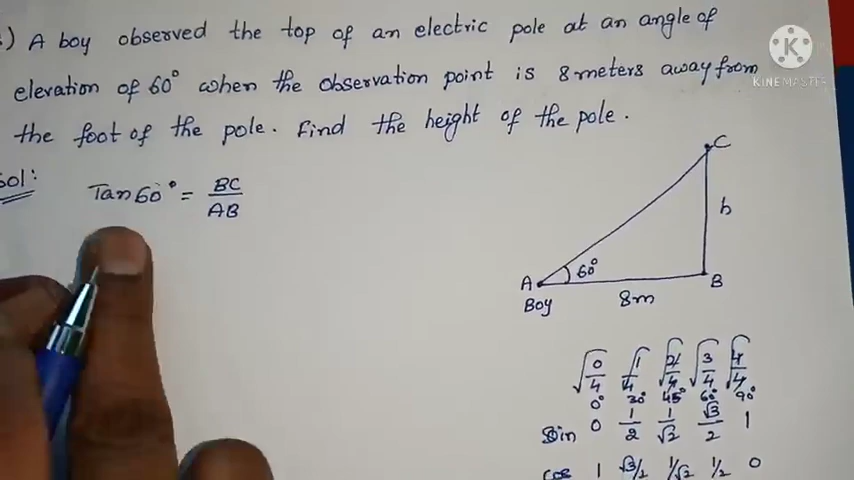 ) A boy observed the top of an electric pole at an angle of
elevation of 60° when the observation point is 8 meters away from
the foot of the pole. Find the height of the pole.
Sol:
Tan 60° = BC/AB
C
h
60°
A
B
Boy
8m
√0/4 √1/4 √2/4 √3/4 √4/4
0° 30° 45° 60° 90°
Sin 0 1/2 1/√2 √3/2 1
cos 1 √3/2 1/√2 1/2 0
K
KINEMASTER